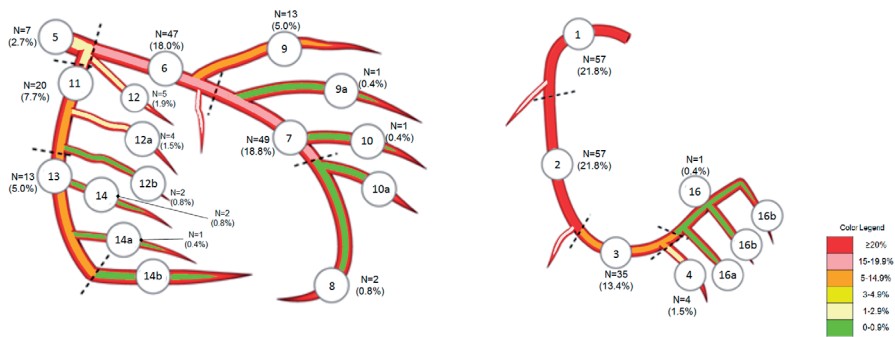 N=7
(2.7%)
5
N=47
(18.0%)
6
N=13
(5.0%)
9
N=20
(7.7%)
11
12
N=5
(1.9%)
9a
N=1
(0.4%)
12a
N=4
(1.5%)
N=49
(18.8%)
7
10
N=1
(0.4%)
N=13
(5.0%)
13
12b
N=2
(0.8%)
10a
14
N=2
(0.8%)
14a
N=1
(0.4%)
14b
8
N=2
(0.8%)
1
N=57
(21.8%)
2
N=57
(21.8%)
N=1
(0.4%)
16
16b
16b
16a
3
N=35
(13.4%)
4
N=4
(1.5%)
Color Legend
≥20%
15-19.9%
5-14.9%
3-4.9%
1-2.9%
0-0.9%